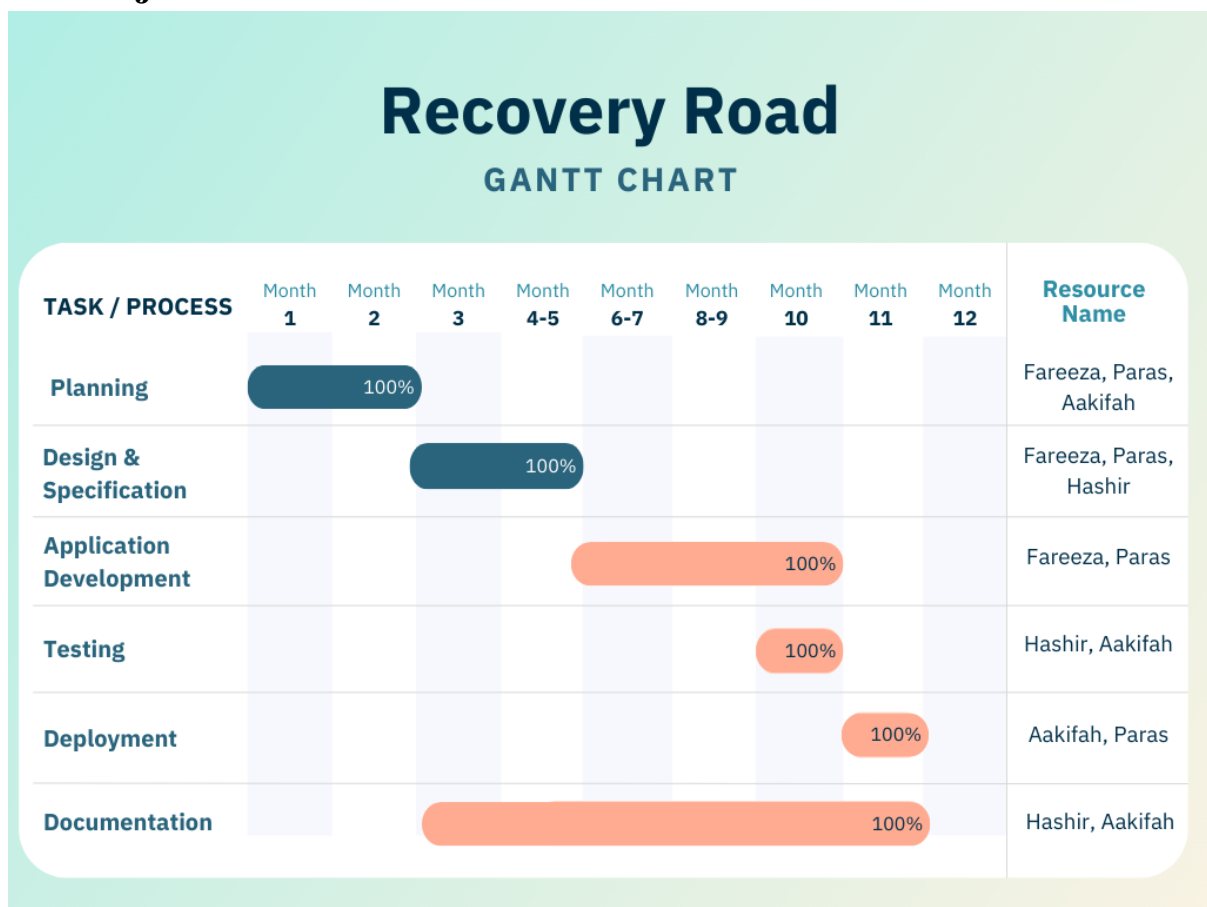 Recovery Road
GANTT CHART
TASK / PROCESS
Month 1
Month 2
Month 3
Month 4-5
Month 6-7
Month 8-9
Month 10
Month 11
Month 12
Resource
Name
Planning
100%
Fareeza, Paras,
Aakifah
Design &
Specification
100%
Fareeza, Paras,
Hashir
Application
Development
100%
Fareeza, Paras
Testing
100%
Hashir, Aakifah
Deployment
100%
Aakifah, Paras
Documentation
100%
Hashir, Aakifah